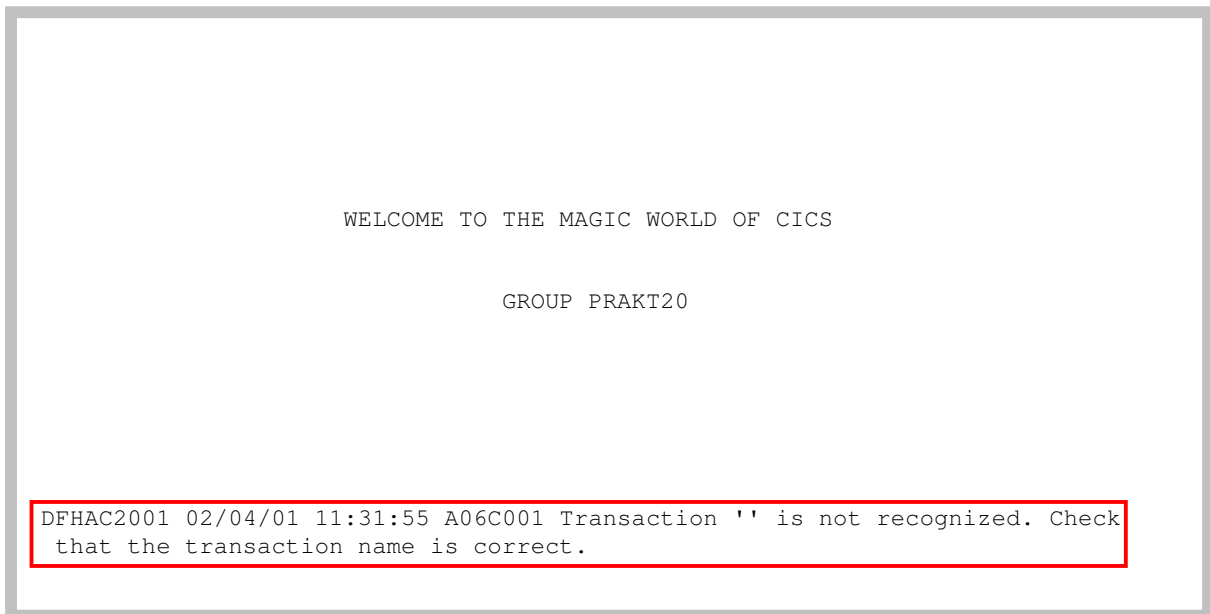 WELCOME TO THE MAGIC WORLD OF CICS
GROUP PRAKT20
DFHAC2001 02/04/01 11:31:55 A06C001 Transaction '' is not recognized. Check
that the transaction name is correct.